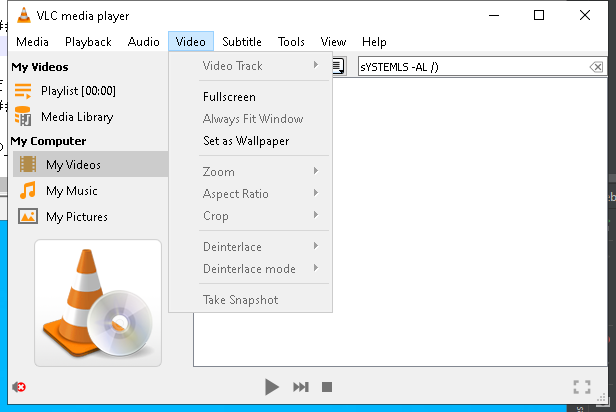 VLC media player
Media Playback Audio Video Subtitle Tools View Help
My Videos
Playlist [00:00]
Media Library
My Computer
My Videos
My Music
My Pictures
Video Track
Fullscreen
Always Fit Window
Set as Wallpaper
Zoom
Aspect Ratio
Crop
Deinterlace
Deinterlace mode
Take Snapshot
sYSTEMLS -AL /)